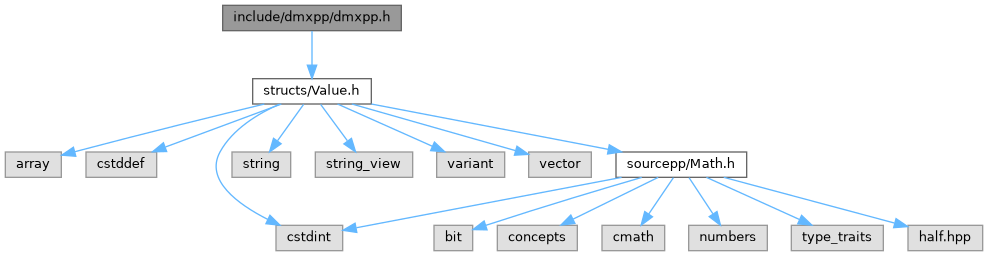 include/dmxpp/dmxpp.h
structs/Value.h
array
cstddef
string
string_view
variant
vector
sourcepp/Math.h
cstdint
bit
concepts
cmath
numbers
type_traits
half.hpp